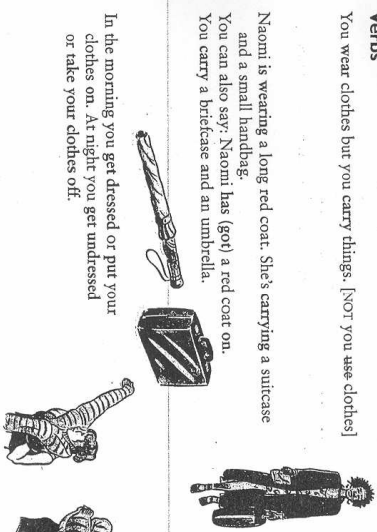 Verbs
You wear clothes but you carry things. [NOT you use clothes]
Naomi is wearing a long red coat. She's carrying a suitcase
and a small handbag.
You can also say: Naomi has (got) a red coat on.
You carry a briefcase and an umbrella.
In the morning you get dressed or put your
clothes on. At night you get undressed
or take your clothes off.